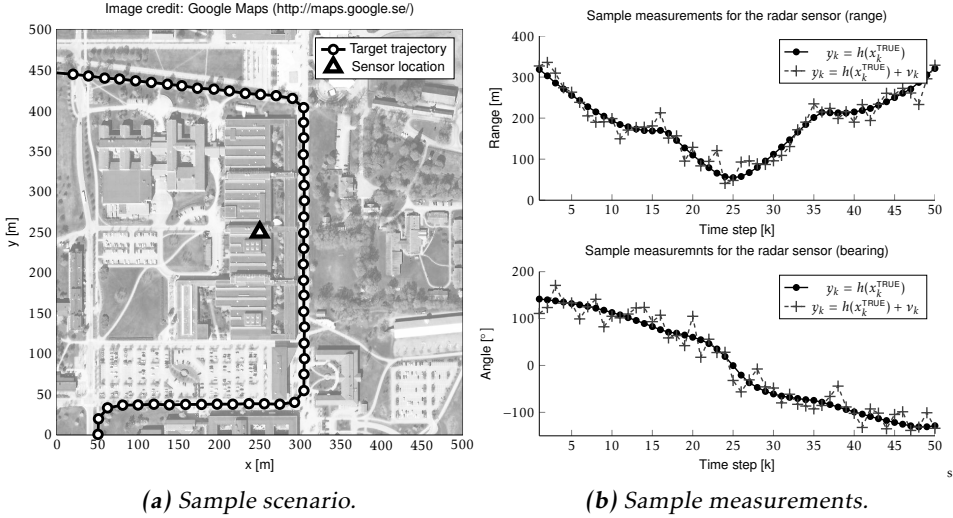 Image credit: Google Maps (http://maps.google.se/)
500
450
400
350
300
250
200
150
100
50
0
y [m]
Target trajectory
Sensor location
0 50 100 150 200 250 300 350 400 450 500
x [m]
(a) Sample scenario.
Sample measurements for the radar sensor (range)
400
300
200
100
0
Range [m]
y_k = h(x_k^TRUE)
y_k = h(x_k^TRUE) + ν_k
5 10 15 20 25 30 35 40 45 50
Time step [k]
Sample measuremnts for the radar sensor (bearing)
200
100
0
−100
Angle [°]
y_k = h(x_k^TRUE)
y_k = h(x_k^TRUE) + ν_k
5 10 15 20 25 30 35 40 45 50
Time step [k]
s
(b) Sample measurements.